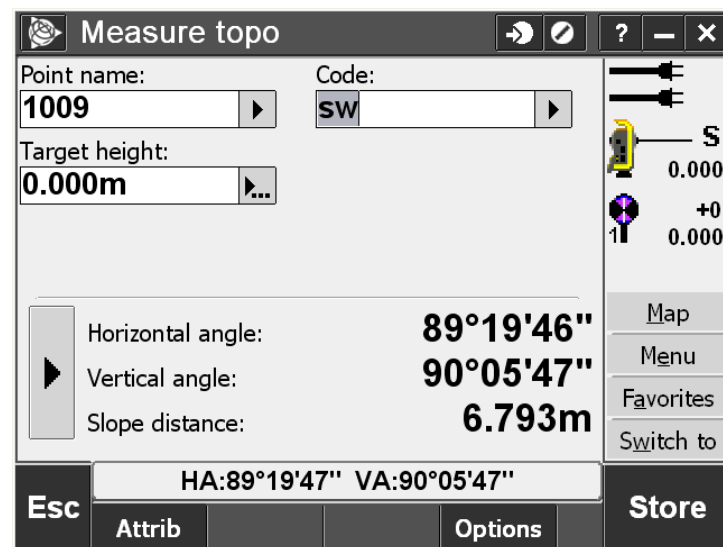 Measure topo
?
Point name:
Code:
1009
sw
Target height:
0.000m
...
S
0.000
+0
1
0.000
Horizontal angle:
89°19'46"
Vertical angle:
90°05'47"
Slope distance:
6.793m
Map
Menu
Favorites
Switch to
HA:89°19'47" VA:90°05'47"
Esc
Attrib
Options
Store